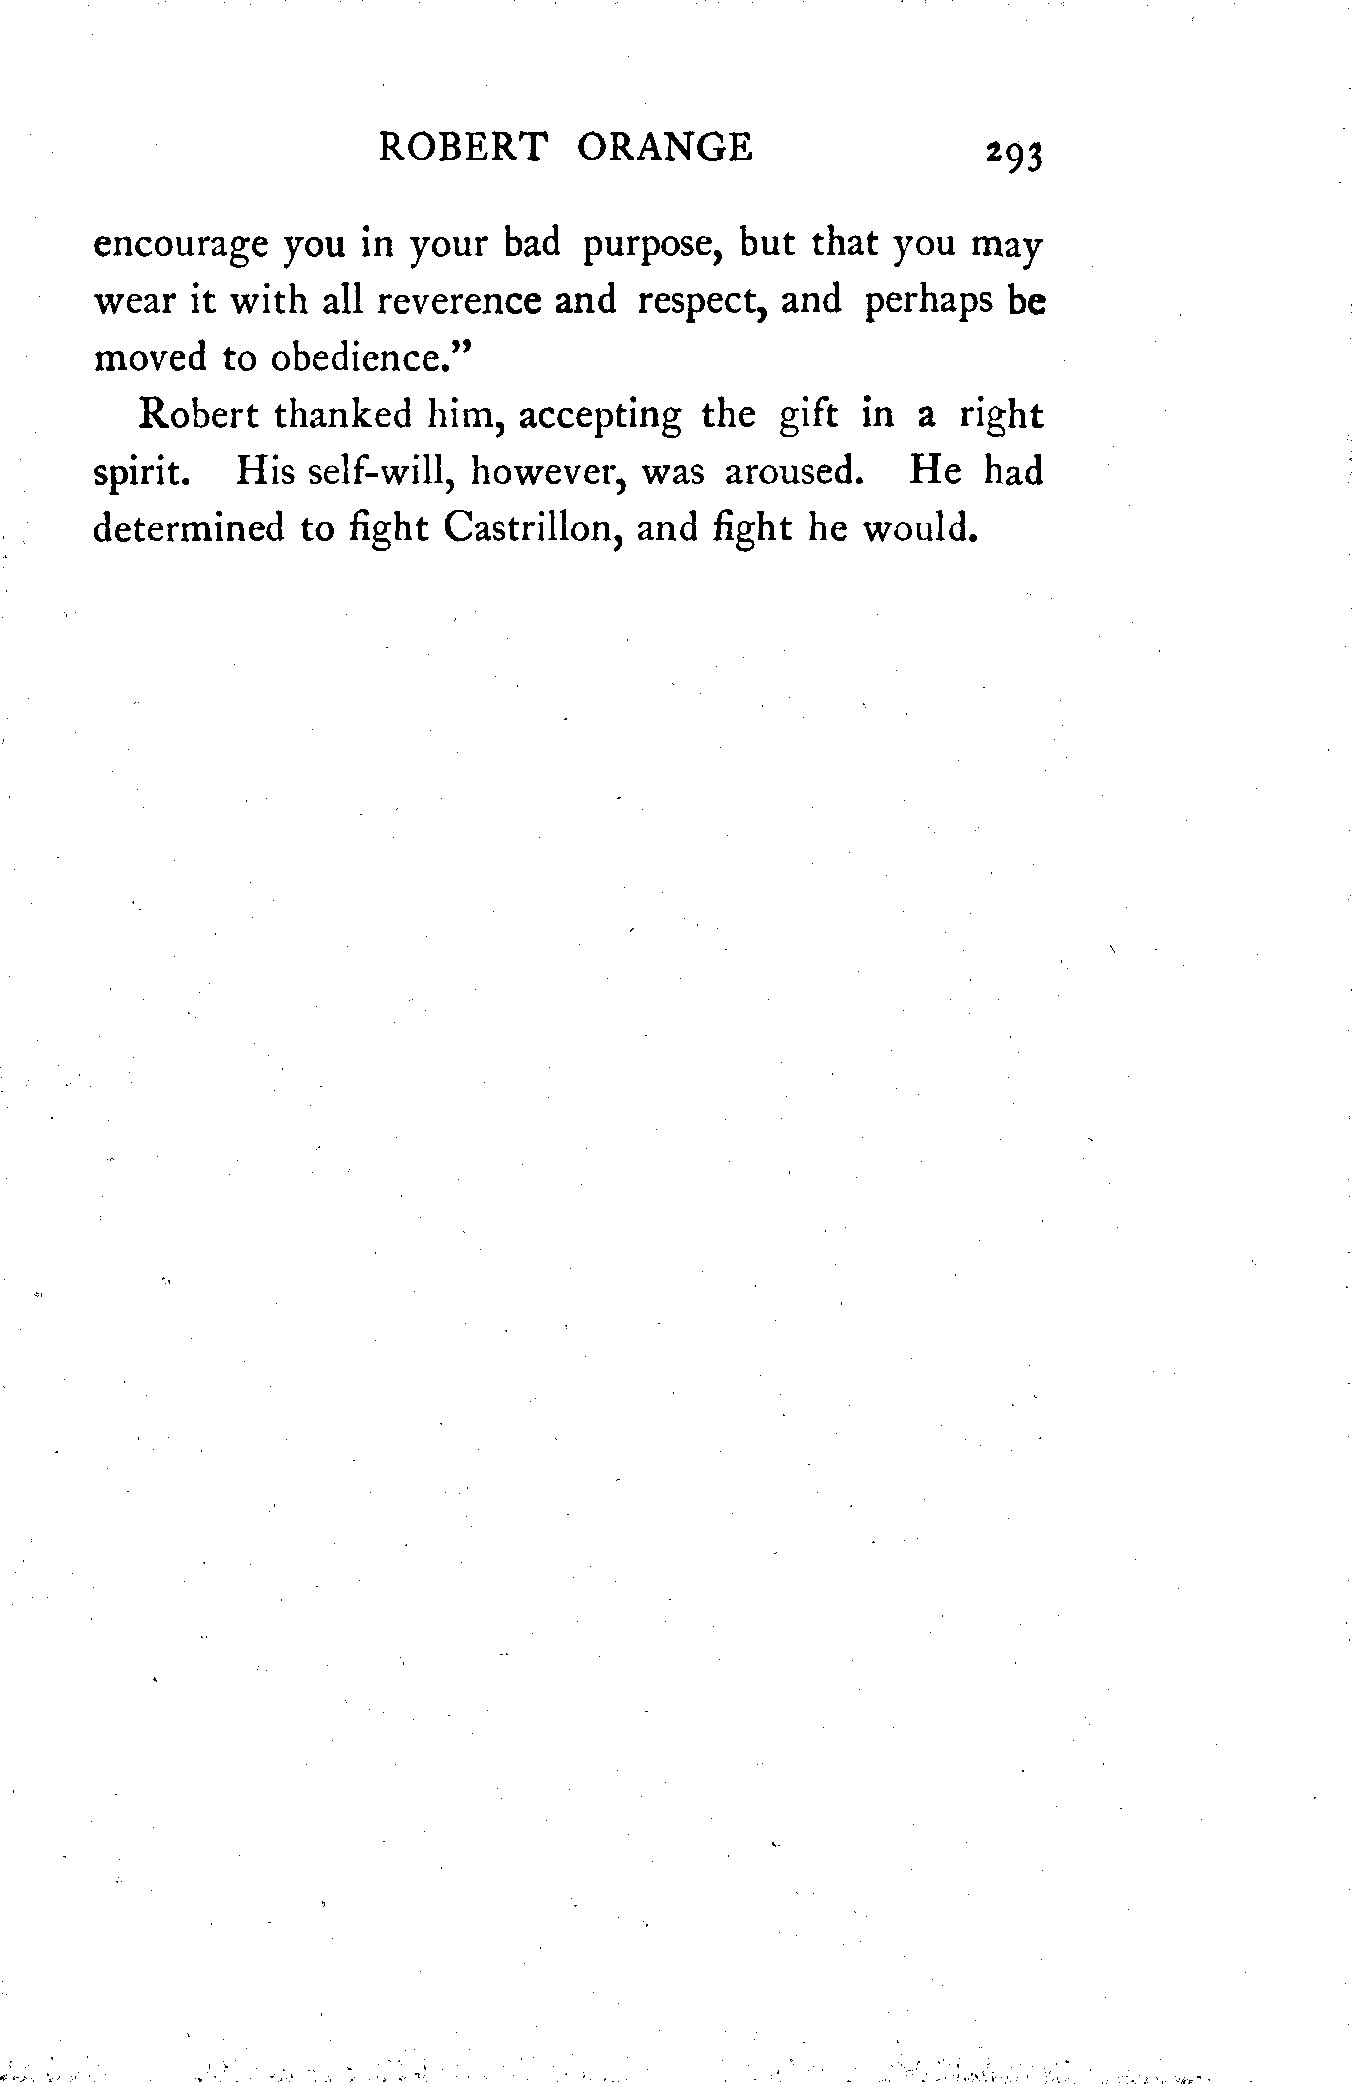 ROBERT ORANGE 293
encourage you in your bad purpose, but that you may
wear it with all reverence and respect, and perhaps be
moved to obedience.”
Robert thanked him, accepting the gift in a right
spirit. His self-will, however, was aroused. He had
determined to fight Castrillon, and fight he would.